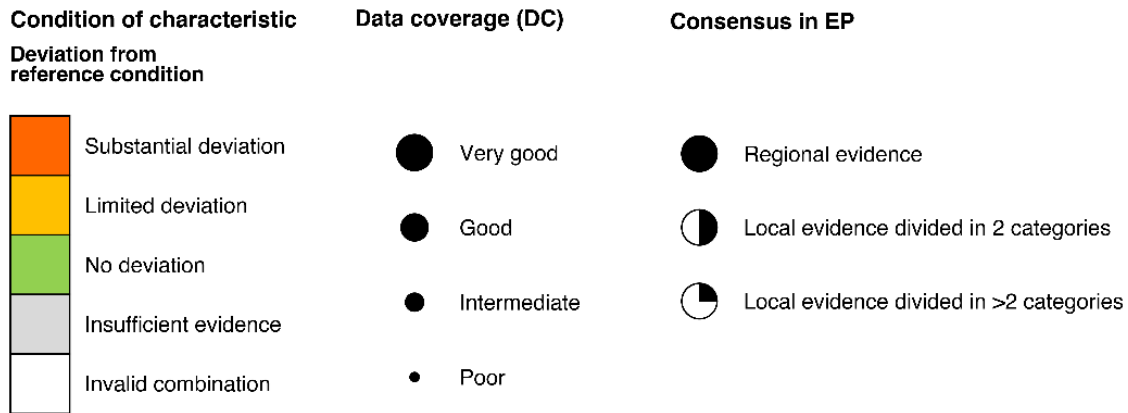 Condition of characteristic
Deviation from
reference condition
Substantial deviation
Limited deviation
No deviation
Insufficient evidence
Invalid combination
Data coverage (DC)
Very good
Good
Intermediate
Poor
Consensus in EP
Regional evidence
Local evidence divided in 2 categories
Local evidence divided in >2 categories